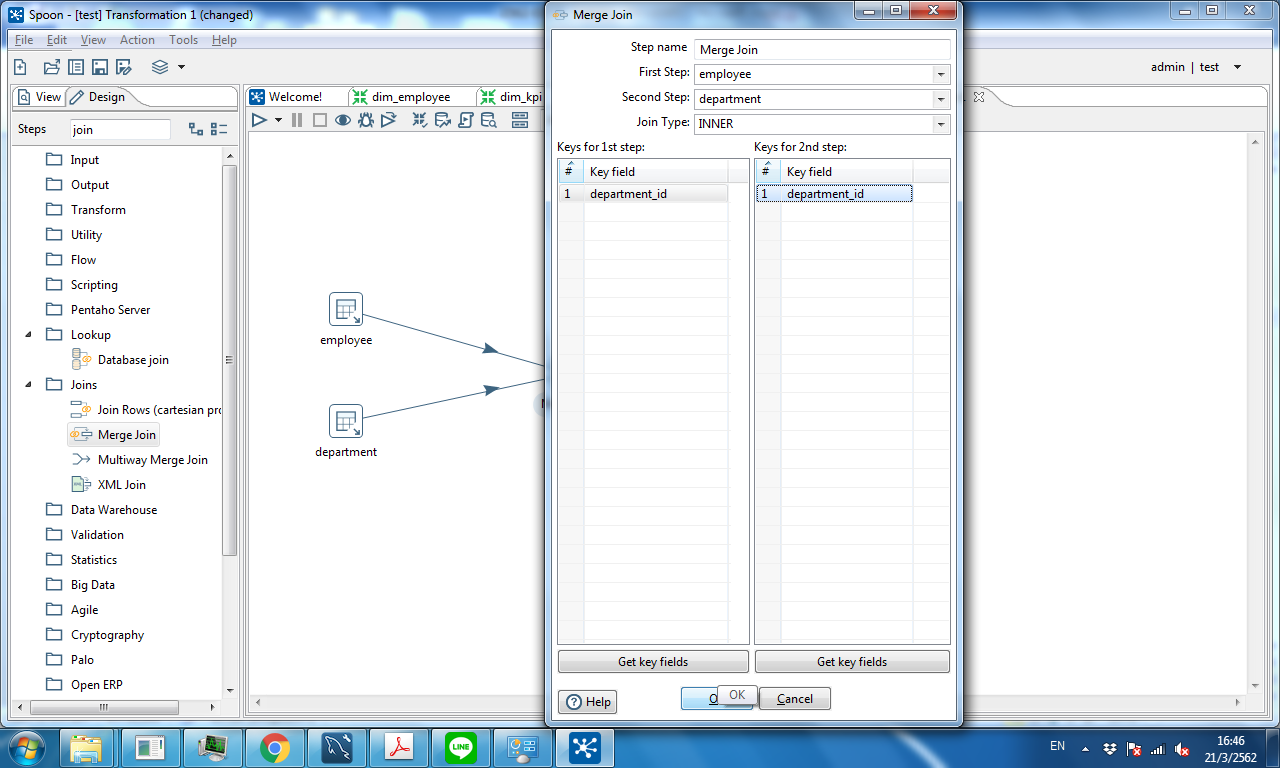 Spoon - [test] Transformation 1 (changed)
File Edit View Action Tools Help
admin | test
View Design
Steps join
Input
Output
Transform
Utility
Flow
Scripting
Pentaho Server
Lookup
Database join
Joins
Join Rows (cartesian pro
Merge Join
Multiway Merge Join
XML Join
Data Warehouse
Validation
Statistics
Big Data
Agile
Cryptography
Palo
Open ERP
Welcome! dim_employee dim_kpi
employee
department
Merge Join
Step name Merge Join
First Step: employee
Second Step: department
Join Type: INNER
Keys for 1st step: Keys for 2nd step:
# Key field # Key field
1 department_id 1 department_id
Get key fields Get key fields
Help OK Cancel
LINE
EN
16:46
21/3/2562